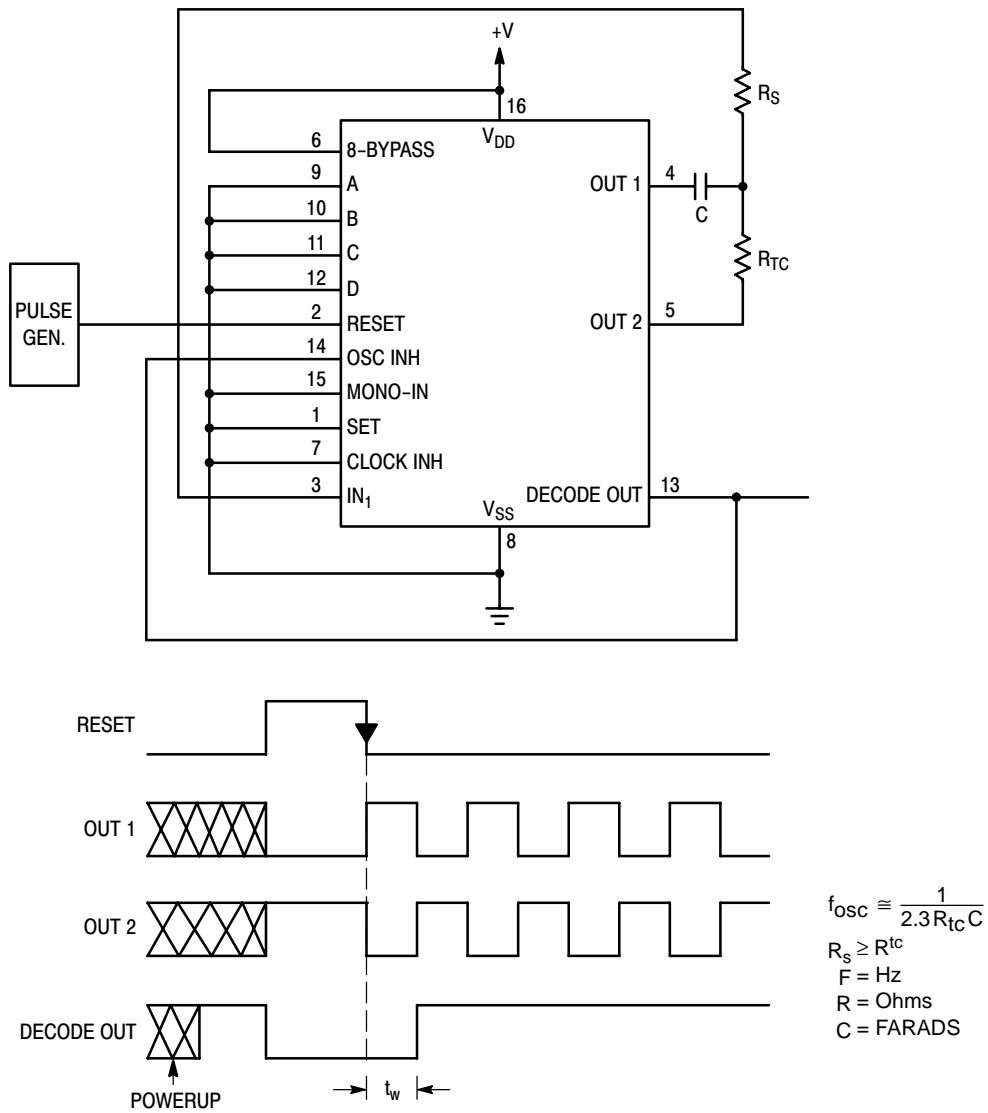 +V
16
V_DD
R_S
6 8-BYPASS
9 A
OUT 1 4
C
10 B
11 C
R_TC
12 D
PULSE GEN.
2 RESET
OUT 2 5
14 OSC INH
15 MONO-IN
1 SET
7 CLOCK INH
3 IN_1
DECODE OUT 13
V_SS
8
RESET
OUT 1
OUT 2
DECODE OUT
POWERUP
t_w
f_osc ≅ 1 / 2.3 R_tc C
R_s ≥ R^tc
F = Hz
R = Ohms
C = FARADS